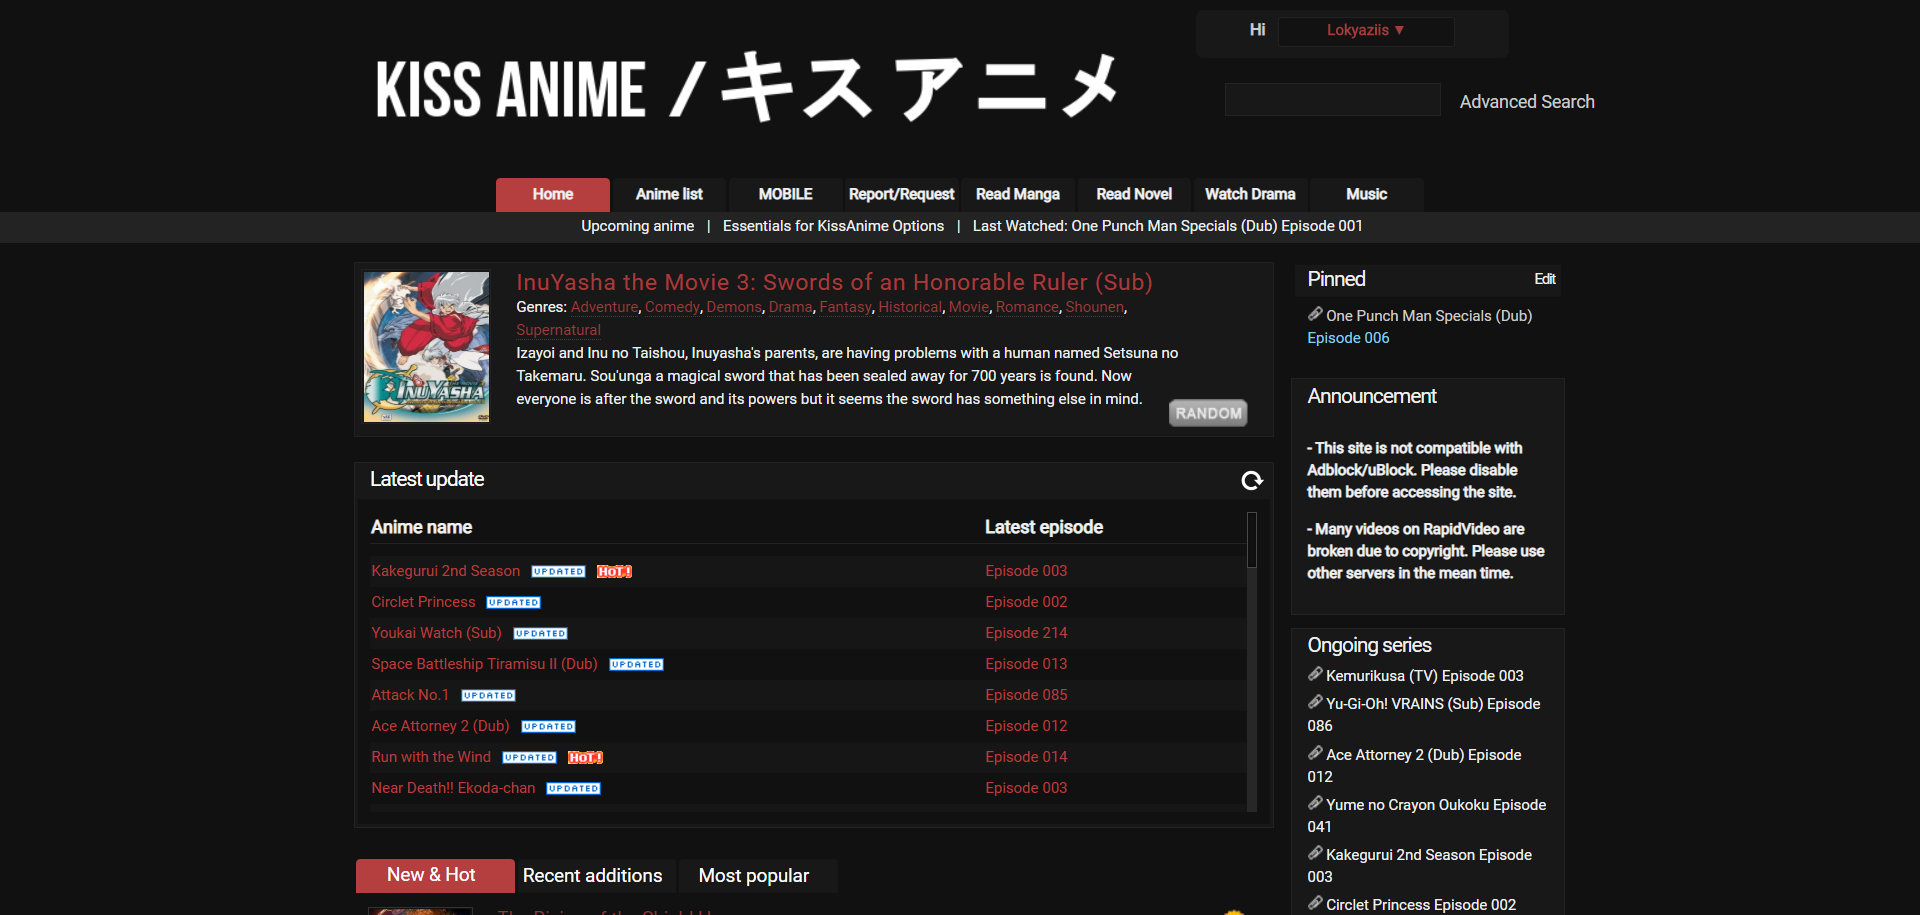 Hi Lokyaziis ▼
KISS ANIME / キスアニメ
Advanced Search
Home Anime list MOBILE Report/Request Read Manga Read Novel Watch Drama Music
Upcoming anime | Essentials for KissAnime Options | Last Watched: One Punch Man Specials (Dub) Episode 001
InuYasha the Movie 3: Swords of an Honorable Ruler (Sub)
Genres: Adventure, Comedy, Demons, Drama, Fantasy, Historical, Movie, Romance, Shounen,
Supernatural
Izayoi and Inu no Taishou, Inuyasha's parents, are having problems with a human named Setsuna no
Takemaru. Sou'unga a magical sword that has been sealed away for 700 years is found. Now
everyone is after the sword and its powers but it seems the sword has something else in mind.
INUYASHA
RANDOM
Latest update
Anime name Latest episode
Kakegurui 2nd Season UPDATED HOT! Episode 003
Circlet Princess UPDATED Episode 002
Youkai Watch (Sub) UPDATED Episode 214
Space Battleship Tiramisu II (Dub) UPDATED Episode 013
Attack No.1 UPDATED Episode 085
Ace Attorney 2 (Dub) UPDATED Episode 012
Run with the Wind UPDATED HOT! Episode 014
Near Death!! Ekoda-chan UPDATED Episode 003
New & Hot Recent additions Most popular
Pinned Edit
One Punch Man Specials (Dub)
Episode 006
Announcement
- This site is not compatible with
Adblock/uBlock. Please disable
them before accessing the site.
- Many videos on RapidVideo are
broken due to copyright. Please use
other servers in the mean time.
Ongoing series
Kemurikusa (TV) Episode 003
Yu-Gi-Oh! VRAINS (Sub) Episode
086
Ace Attorney 2 (Dub) Episode
012
Yume no Crayon Oukoku Episode
041
Kakegurui 2nd Season Episode
003
Circlet Princess Episode 002